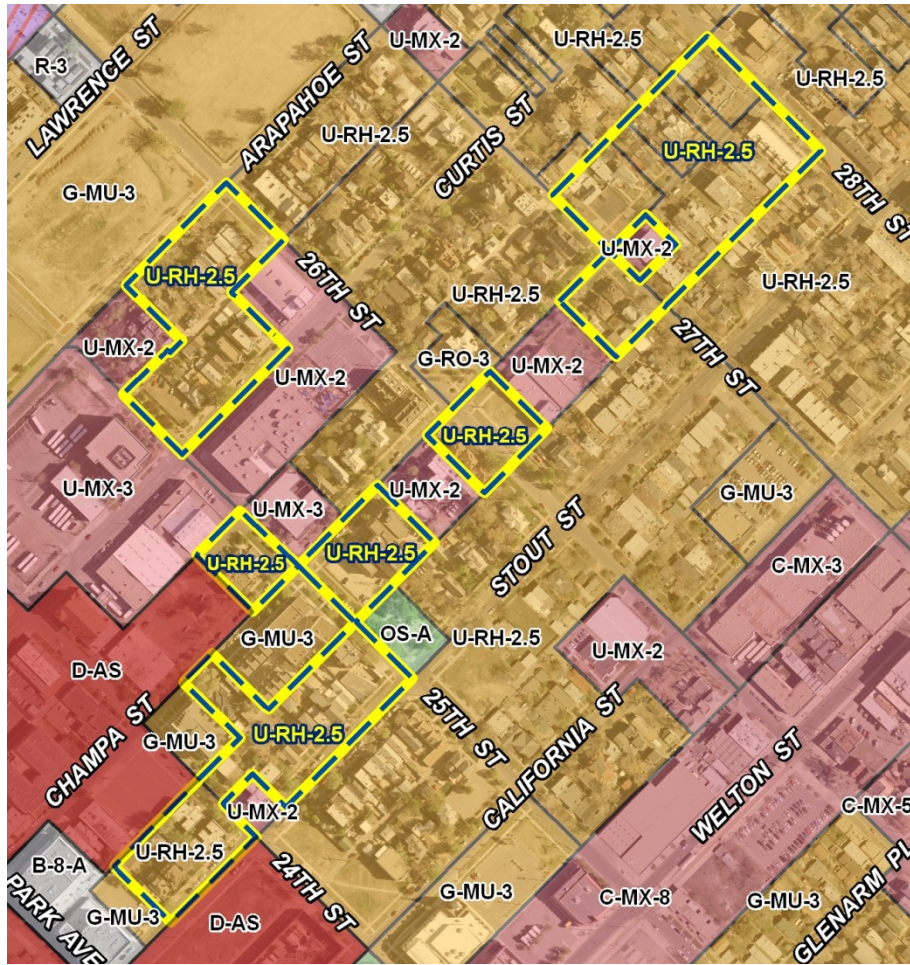 U-MX-2
U-RH-2.5
R-3
LAWRENCE ST
ARAPAHOE ST
U-RH-2.5
CURTIS ST
U-RH-2.5
U-RH-2.5
28TH ST
G-MU-3
U-MX-2
26TH ST
U-RH-2.5
U-RH-2.5
U-RH-2.5
27TH ST
U-MX-2
G-RO-3
U-MX-2
U-MX-2
U-RH-2.5
U-MX-3
U-MX-2
G-MU-3
U-MX-3
STOUT ST
U-RH-2.5
U-RH-2.5
C-MX-3
OS-A
U-RH-2.5
G-MU-3
U-MX-2
D-AS
CHAMPA ST
G-MU-3
U-RH-2.5
25TH ST
CALIFORNIA ST
WELTON ST
U-MX-2
C-MX-5
U-RH-2.5
B-8-A
24TH ST
PARK AVE
G-MU-3
D-AS
G-MU-3
C-MX-8
G-MU-3
GLENARM PL